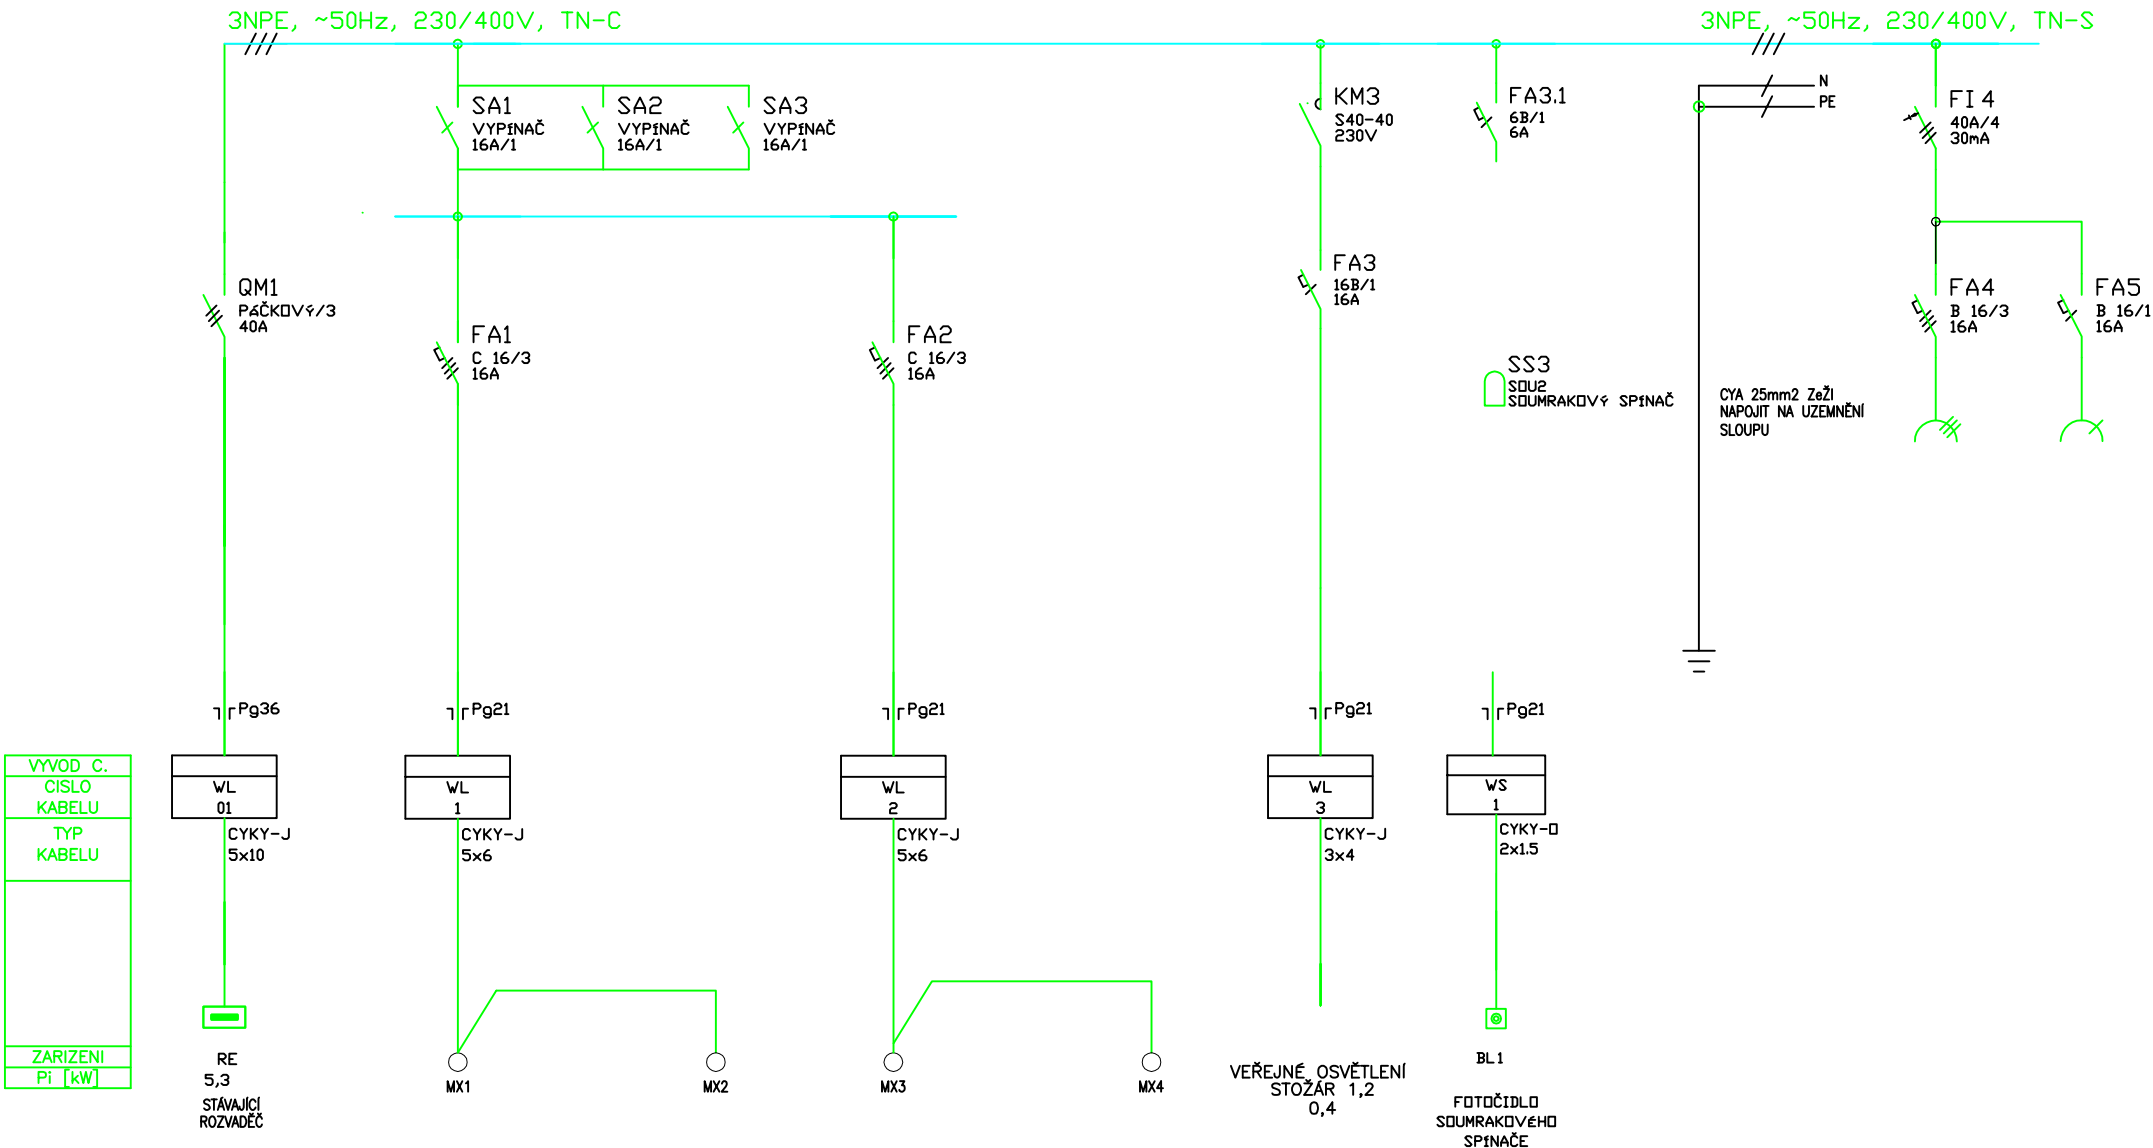 3NPE, ~50Hz, 230/400V, TN-C
3NPE, ~50Hz, 230/400V, TN-S
SA1
VYPÍNAČ
16A/1
SA2
VYPÍNAČ
16A/1
SA3
VYPÍNAČ
16A/1
KM3
S40-40
230V
FA3.1
6B/1
6A
N
PE
FI 4
40A/4
30mA
QM1
PÁČKOVÝ/3
40A
FA1
C 16/3
16A
FA2
C 16/3
16A
FA3
16B/1
16A
SS3
SOU2
SOUMRAKOVÝ SPÍNAČ
CYA 25mm2 ZeŽl
NAPOJIT NA UZEMNĚNÍ
SLOUPU
FA4
B 16/3
16A
FA5
B 16/1
16A
Pg36
Pg21
Pg21
Pg21
Pg21
VYVOD C.
CISLO
KABELU
TYP
KABELU
ZARIZENI
Pi [kW]
WL
01
CYKY-J
5x10
WL
1
CYKY-J
5x6
WL
2
CYKY-J
5x6
WL
3
CYKY-J
3x4
WS
1
CYKY-O
2x1.5
RE
5,3
STÁVAJÍCÍ
ROZVADĚČ
MX1
MX2
MX3
MX4
VEŘEJNÉ OSVĚTLENÍ
STOŽÁR 1,2
0,4
BL1
FOTOČIDLO
SOUMRAKOVÉHO
SPÍNAČE